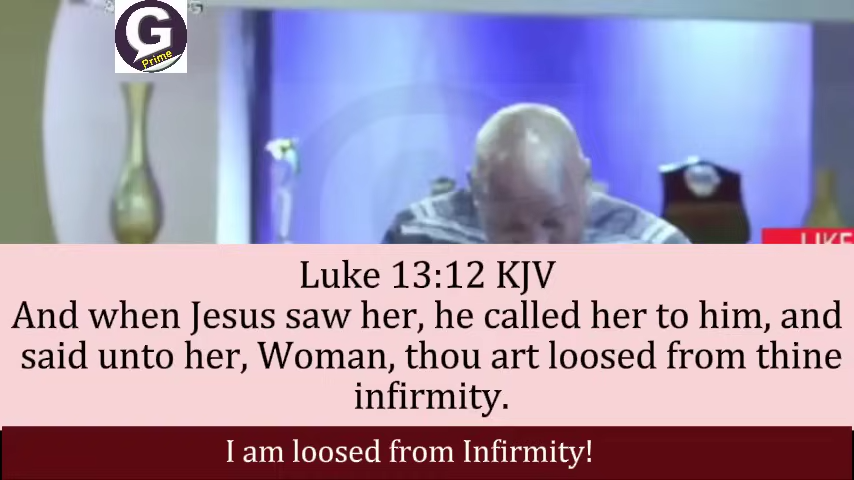 G
Prime
LIKE
Luke 13:12 KJV
And when Jesus saw her, he called her to him, and
said unto her, Woman, thou art loosed from thine
infirmity.
I am loosed from Infirmity!